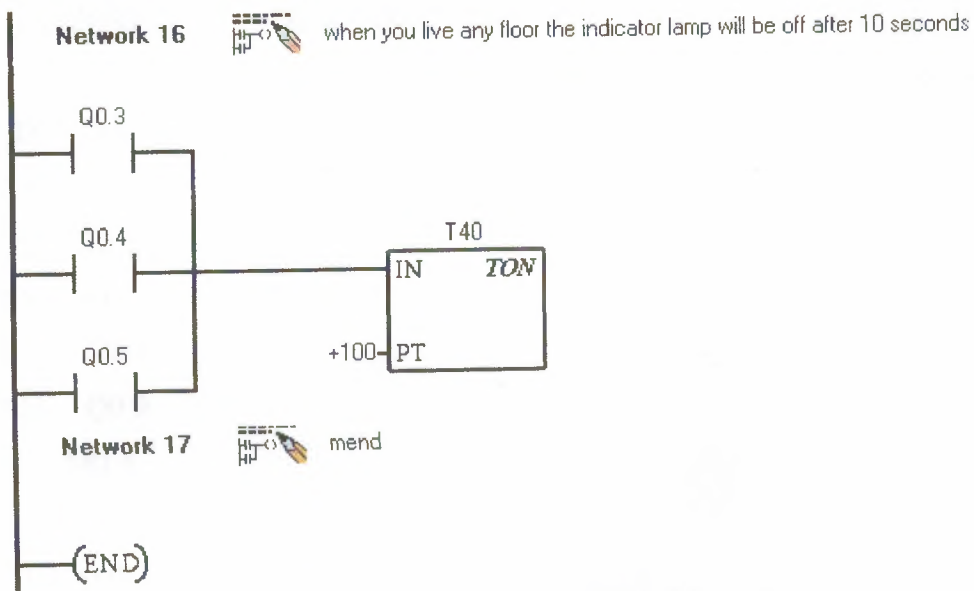 Network 16 when you live any floor the indicator lamp will be off after 10 seconds
Q0.3
Q0.4
T40
IN TON
Q0.5
+100 PT
Network 17 mend
(END)